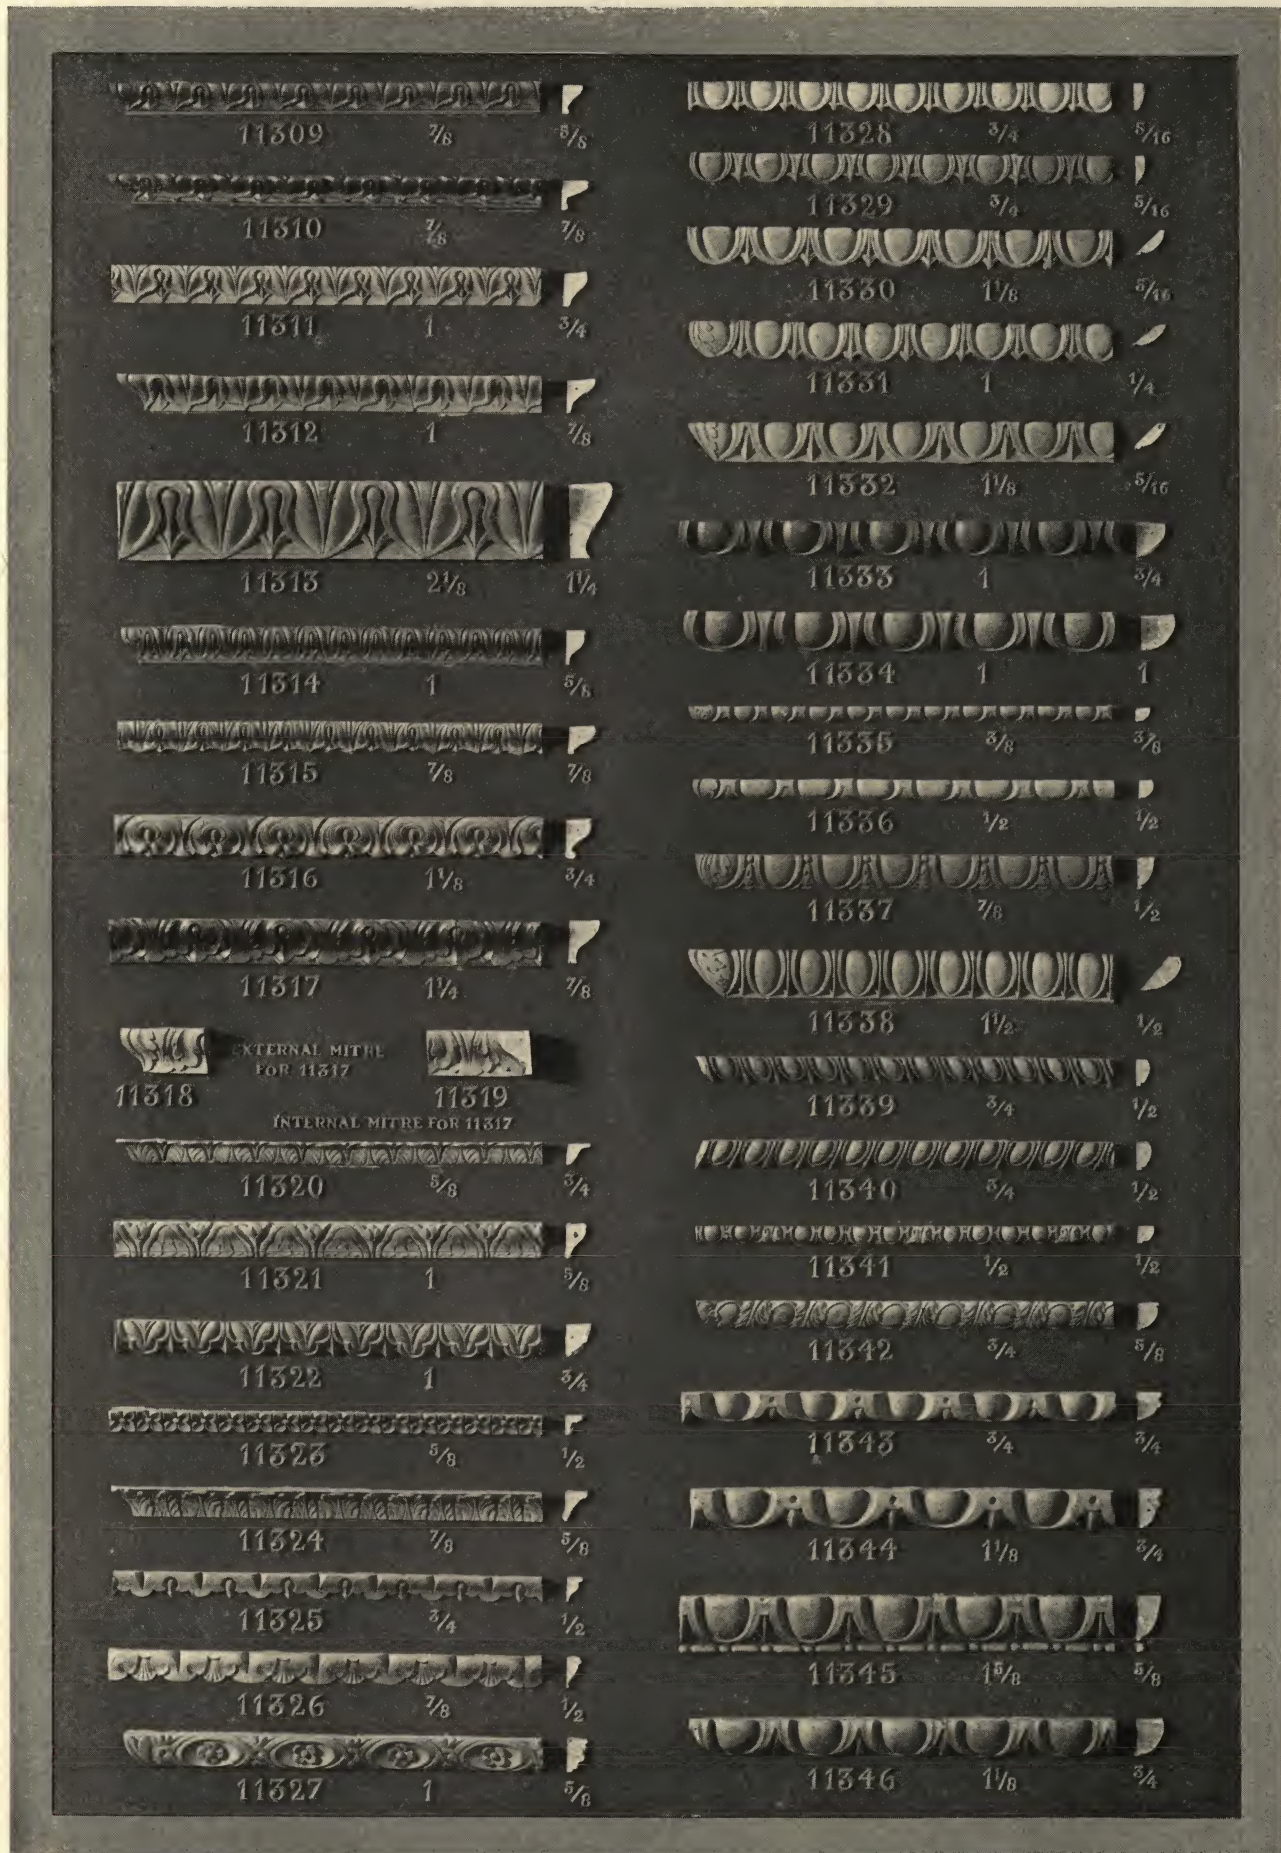 11309 7/8 5/8
11310 7/8 7/8
11311 1 3/4
11312 1 7/8
11313 2 1/8 1 1/4
11314 1 5/8
11315 7/8 7/8
11316 1 1/8 3/4
11317 1 1/4 7/8
EXTERNAL MITRE
FOR 11317
11318 11319
INTERNAL MITRE FOR 11317
11320 5/8 3/4
11321 1 5/8
11322 1 3/4
11323 5/8 1/2
11324 7/8 5/8
11325 3/4 1/2
11326 7/8 1/2
11327 1 5/8
11328 3/4 5/16
11329 3/4 5/16
11330 1 1/8 5/16
11331 1 1/4
11332 1 1/8 5/16
11333 1 3/4
11334 1 1
11335 3/8 3/8
11336 1/2 1/2
11337 7/8 1/2
11338 1 1/2 1/2
11339 3/4 1/2
11340 3/4 1/2
11341 1/2 1/2
11342 3/4 5/8
11343 3/4 3/4
11344 1 1/8 3/4
11345 1 5/8 5/8
11346 1 1/8 3/4